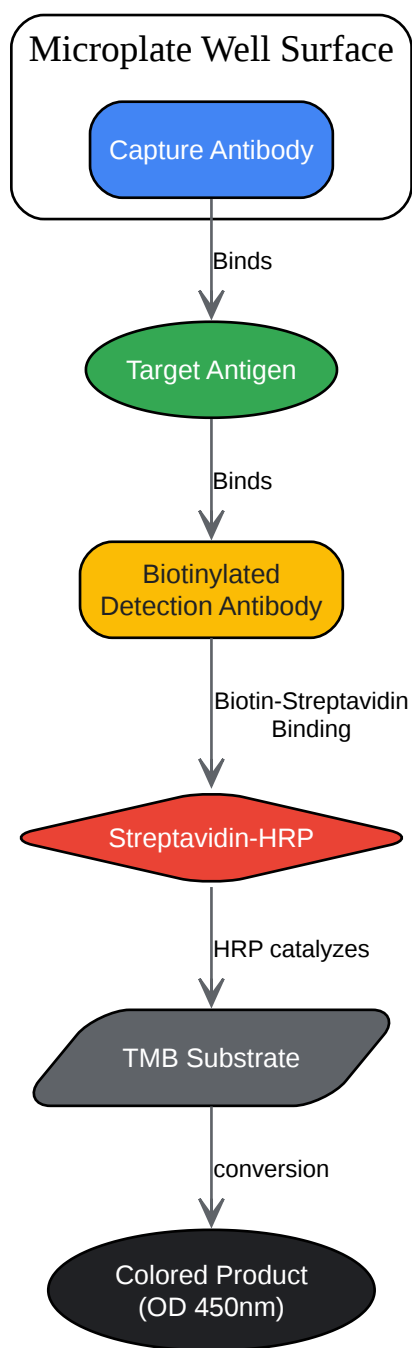 Microplate Well Surface
Capture Antibody
Binds
Target Antigen
Binds
Biotinylated
Detection Antibody
Biotin-Streptavidin
Binding
Streptavidin-HRP
HRP catalyzes
TMB Substrate
conversion
Colored Product
(OD 450nm)